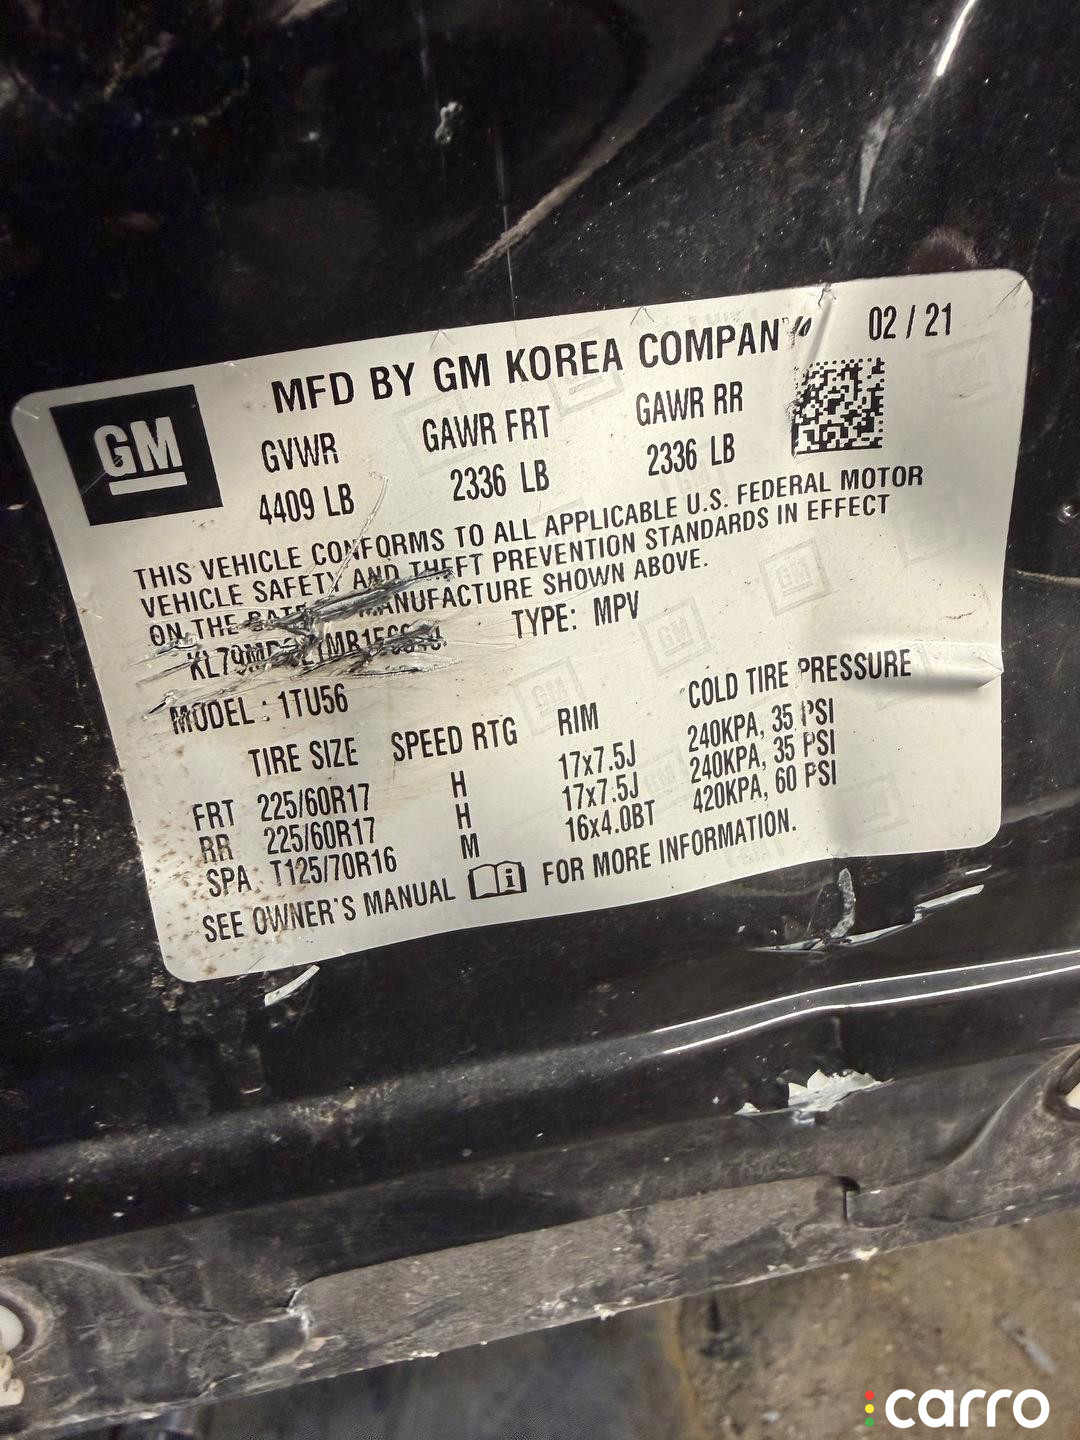 GM
MFD BY GM KOREA COMPANY
02 / 21
GVWR GAWR FRT GAWR RR
4409 LB 2336 LB 2336 LB
THIS VEHICLE CONFORMS TO ALL APPLICABLE U.S. FEDERAL MOTOR
VEHICLE SAFETY AND THEFT PREVENTION STANDARDS IN EFFECT
ON THE DATE MANUFACTURE SHOWN ABOVE.
TYPE: MPV
MODEL : 1TU56
TIRE SIZE SPEED RTG RIM COLD TIRE PRESSURE
FRT 225/60R17 H 17x7.5J 240KPA, 35 PSI
RR 225/60R17 H 17x7.5J 240KPA, 35 PSI
SPA T125/70R16 M 16x4.0BT 420KPA, 60 PSI
SEE OWNER'S MANUAL i FOR MORE INFORMATION.
carro